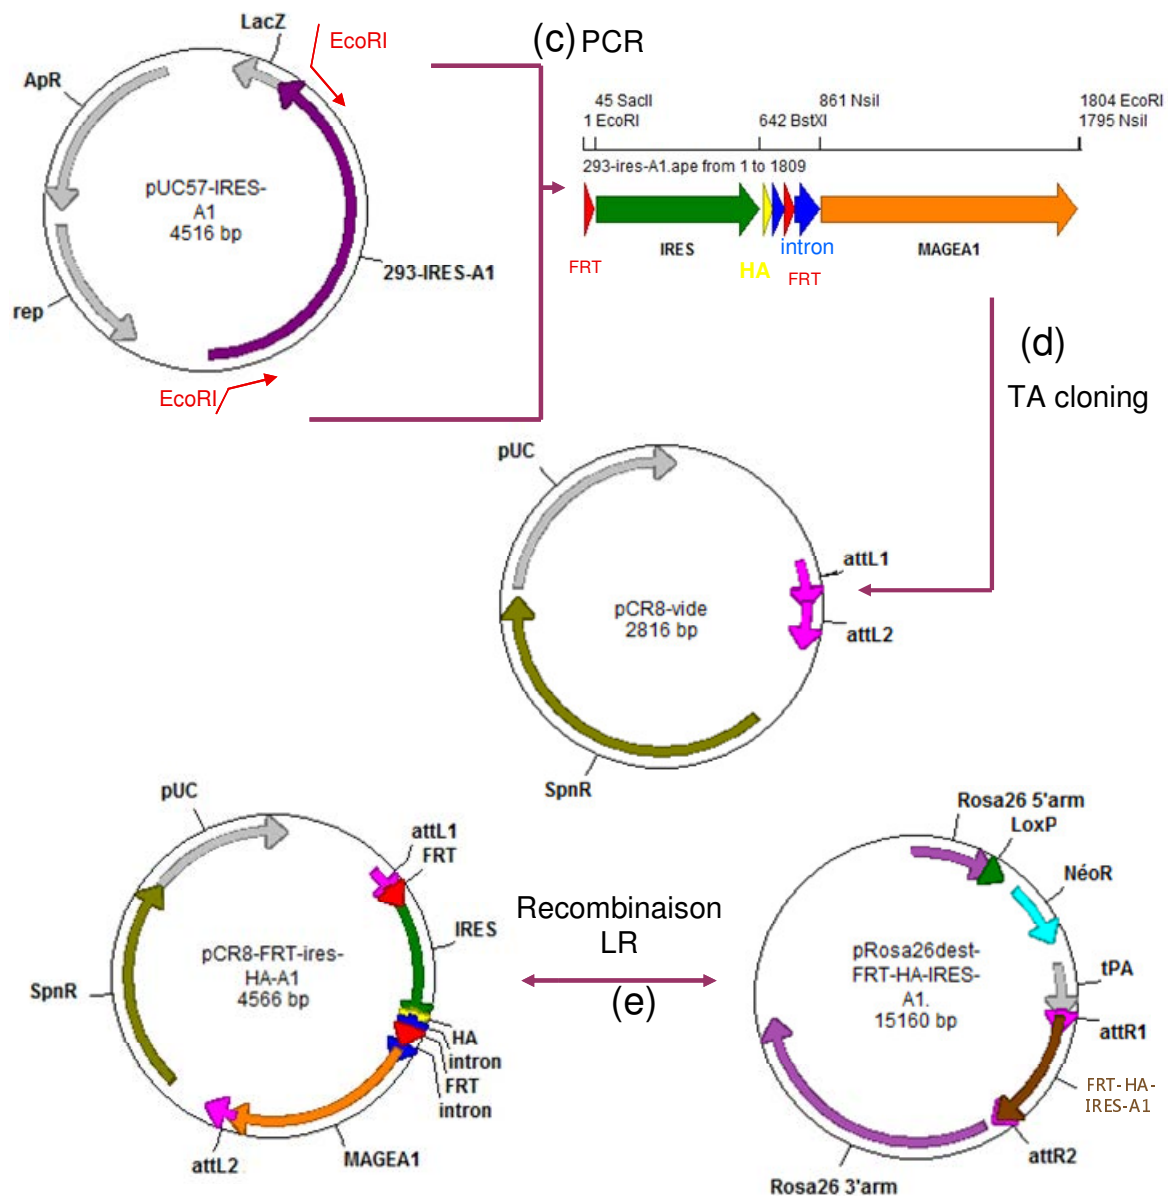 LacZ
EcoRI
ApR
pUC57-IRES-
A1
4516 bp
293-IRES-A1
rep
EcoRI
(c) PCR
45 SacII
1 EcoRI
861 NsiI
642 BstXI
1804 EcoRI
1795 NsiI
293-ires-A1.ape from 1 to 1809
IRES
intron
MAGEA1
FRT
HA
FRT
(d)
TA cloning
pUC
attL1
attL2
pCR8-vide
2816 bp
SpnR
pUC
attL1
FRT
IRES
pCR8-FRT-ires-
HA-A1
4566 bp
SpnR
HA
intron
FRT
intron
attL2
MAGEA1
Recombinaison
LR
(e)
Rosa26 5'arm
LoxP
NéoR
pRosa26dest-
FRT-HA-IRES-
A1.
15160 bp
tPA
attR1
FRT-HA-
IRES-A1
attR2
Rosa26 3'arm